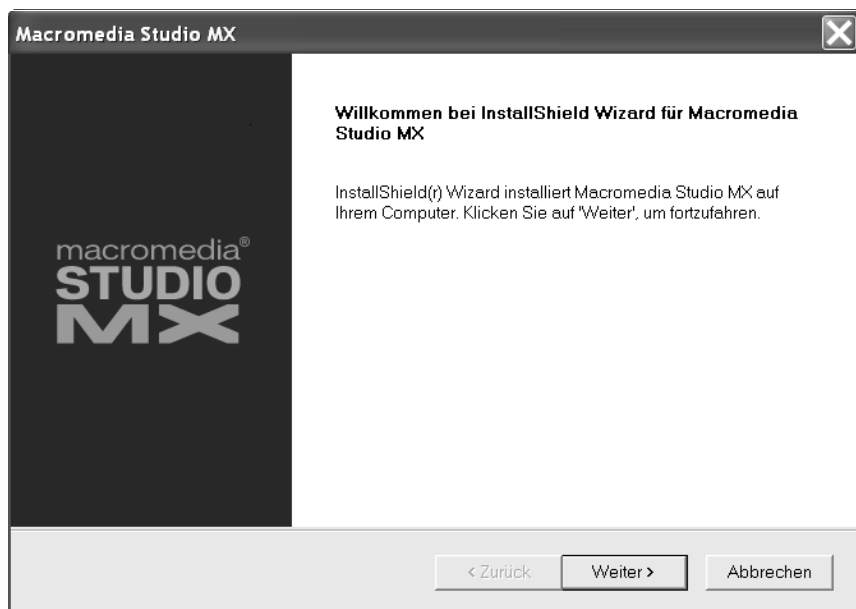 Macromedia Studio MX
Willkommen bei InstallShield Wizard für Macromedia
Studio MX
InstallShield(r) Wizard installiert Macromedia Studio MX auf
Ihrem Computer. Klicken Sie auf 'Weiter', um fortzufahren.
macromedia®
STUDIO
MX
< Zurück
Weiter >
Abbrechen